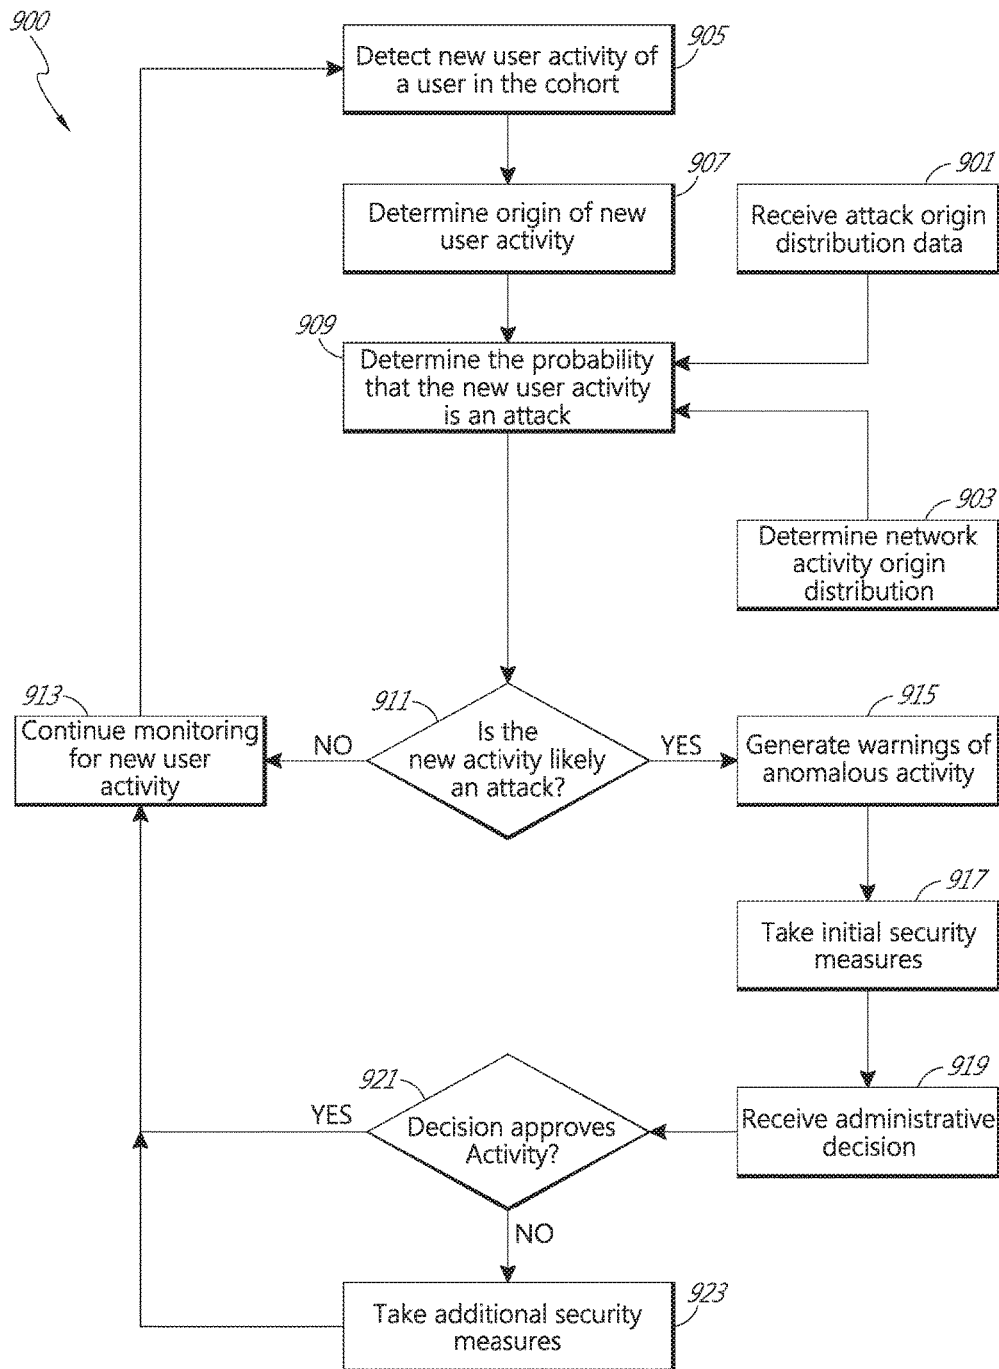 900
905
Detect new user activity of
a user in the cohort
907
Determine origin of new
user activity
901
Receive attack origin
distribution data
909
Determine the probability
that the new user activity
is an attack
903
Determine network
activity origin
distribution
913
Continue monitoring
for new user
activity
NO
911
Is the
new activity likely
an attack?
YES
915
Generate warnings of
anomalous activity
917
Take initial security
measures
919
Receive administrative
decision
921
Decision approves
Activity?
YES
NO
923
Take additional security
measures